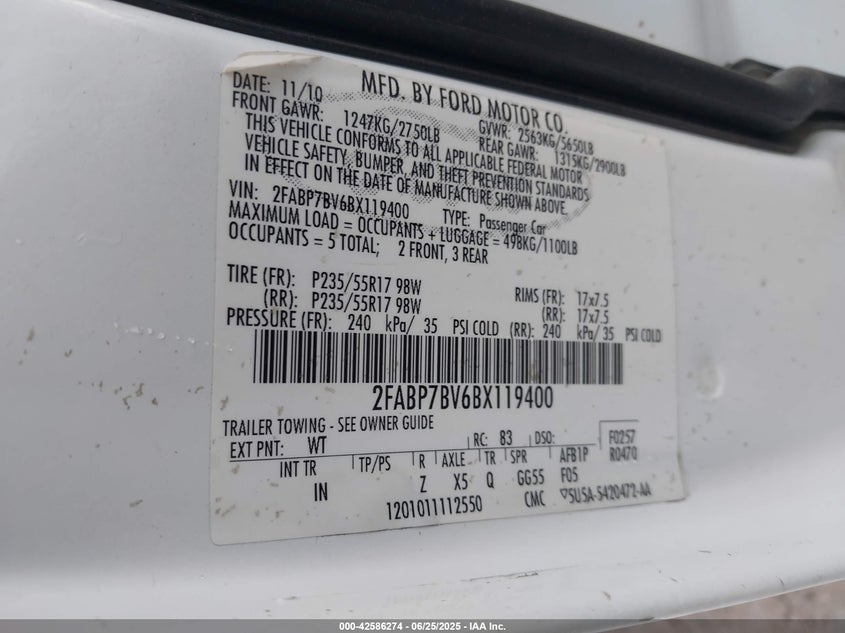 DATE: 11/10 MFD. BY FORD MOTOR CO.
FRONT GAWR: 1247KG/2750LB GVWR: 2563KG/5650LB
REAR GAWR: 1315KG/2900LB
THIS VEHICLE CONFORMS TO ALL APPLICABLE FEDERAL MOTOR
VEHICLE SAFETY, BUMPER, AND THEFT PREVENTION STANDARDS
IN EFFECT ON THE DATE OF MANUFACTURE SHOWN ABOVE.
VIN: 2FABP7BV6BX119400 TYPE: Passenger Car
MAXIMUM LOAD = OCCUPANTS + LUGGAGE = 498KG/1100LB
OCCUPANTS = 5 TOTAL; 2 FRONT, 3 REAR
TIRE (FR): P235/55R17 98W RIMS (FR): 17x7.5
(RR): P235/55R17 98W (RR): 17x7.5
PRESSURE (FR): 240 kPa/ 35 PSI COLD (RR): 240 kPa/ 35 PSI COLD
2FABP7BV6BX119400
TRAILER TOWING - SEE OWNER GUIDE
EXT PNT: WT RC: 83 DSO: F0257
INT TR TP/PS R AXLE TR SPR AFB1P R0470
IN Z X5 Q GG55 F05
1201011112550 CMC ▽5U5A-5420472-AA
000-42586274 / 06/25/2025 - IAA Inc.